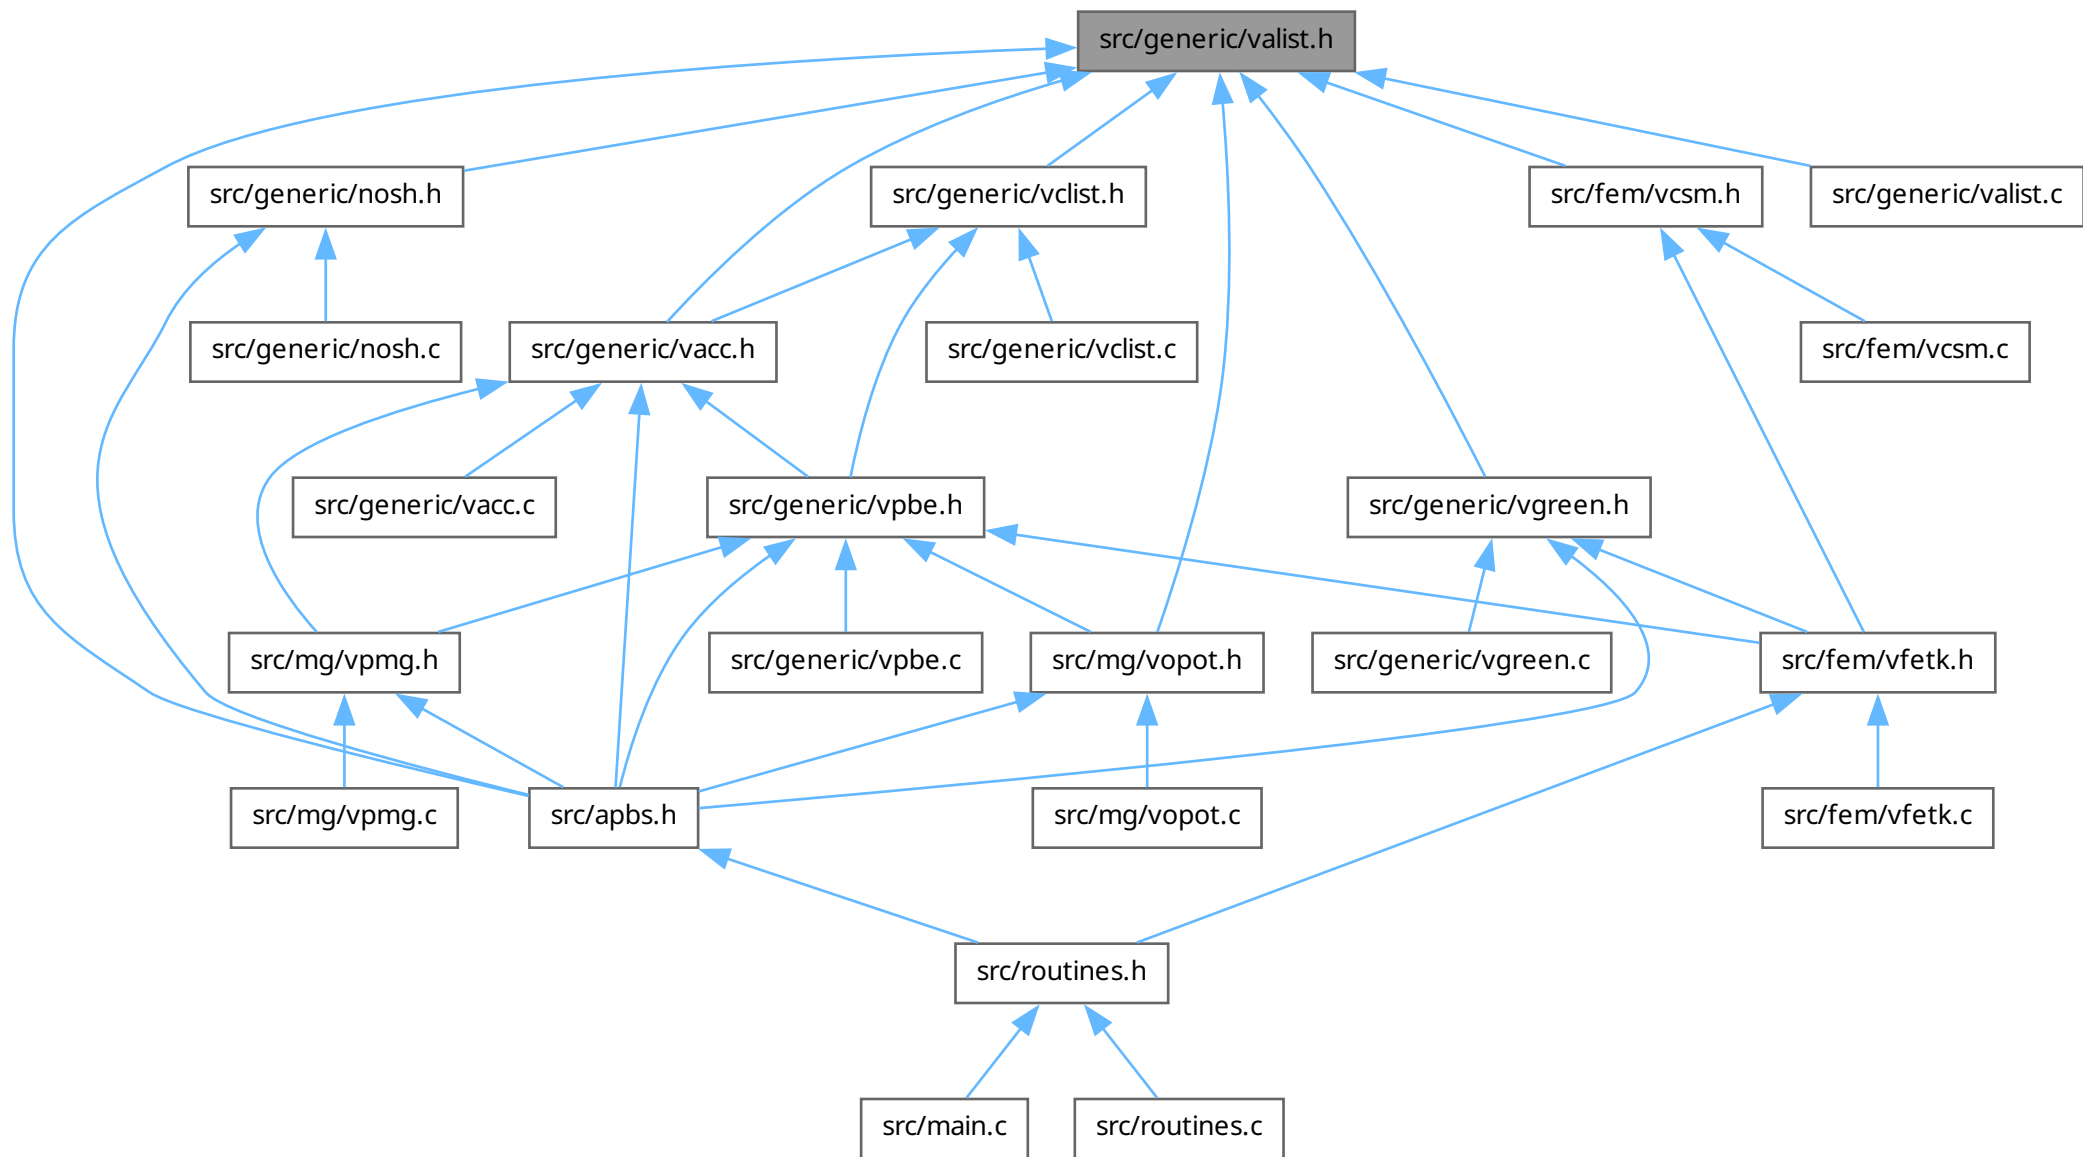 src/generic/valist.h
src/generic/nosh.h
src/generic/vclist.h
src/fem/vcsm.h
src/generic/valist.c
src/generic/nosh.c
src/generic/vacc.h
src/generic/vclist.c
src/fem/vcsm.c
src/generic/vacc.c
src/generic/vpbe.h
src/generic/vgreen.h
src/mg/vpmg.h
src/generic/vpbe.c
src/mg/vopot.h
src/generic/vgreen.c
src/fem/vfetk.h
src/mg/vpmg.c
src/apbs.h
src/mg/vopot.c
src/fem/vfetk.c
src/routines.h
src/main.c
src/routines.c